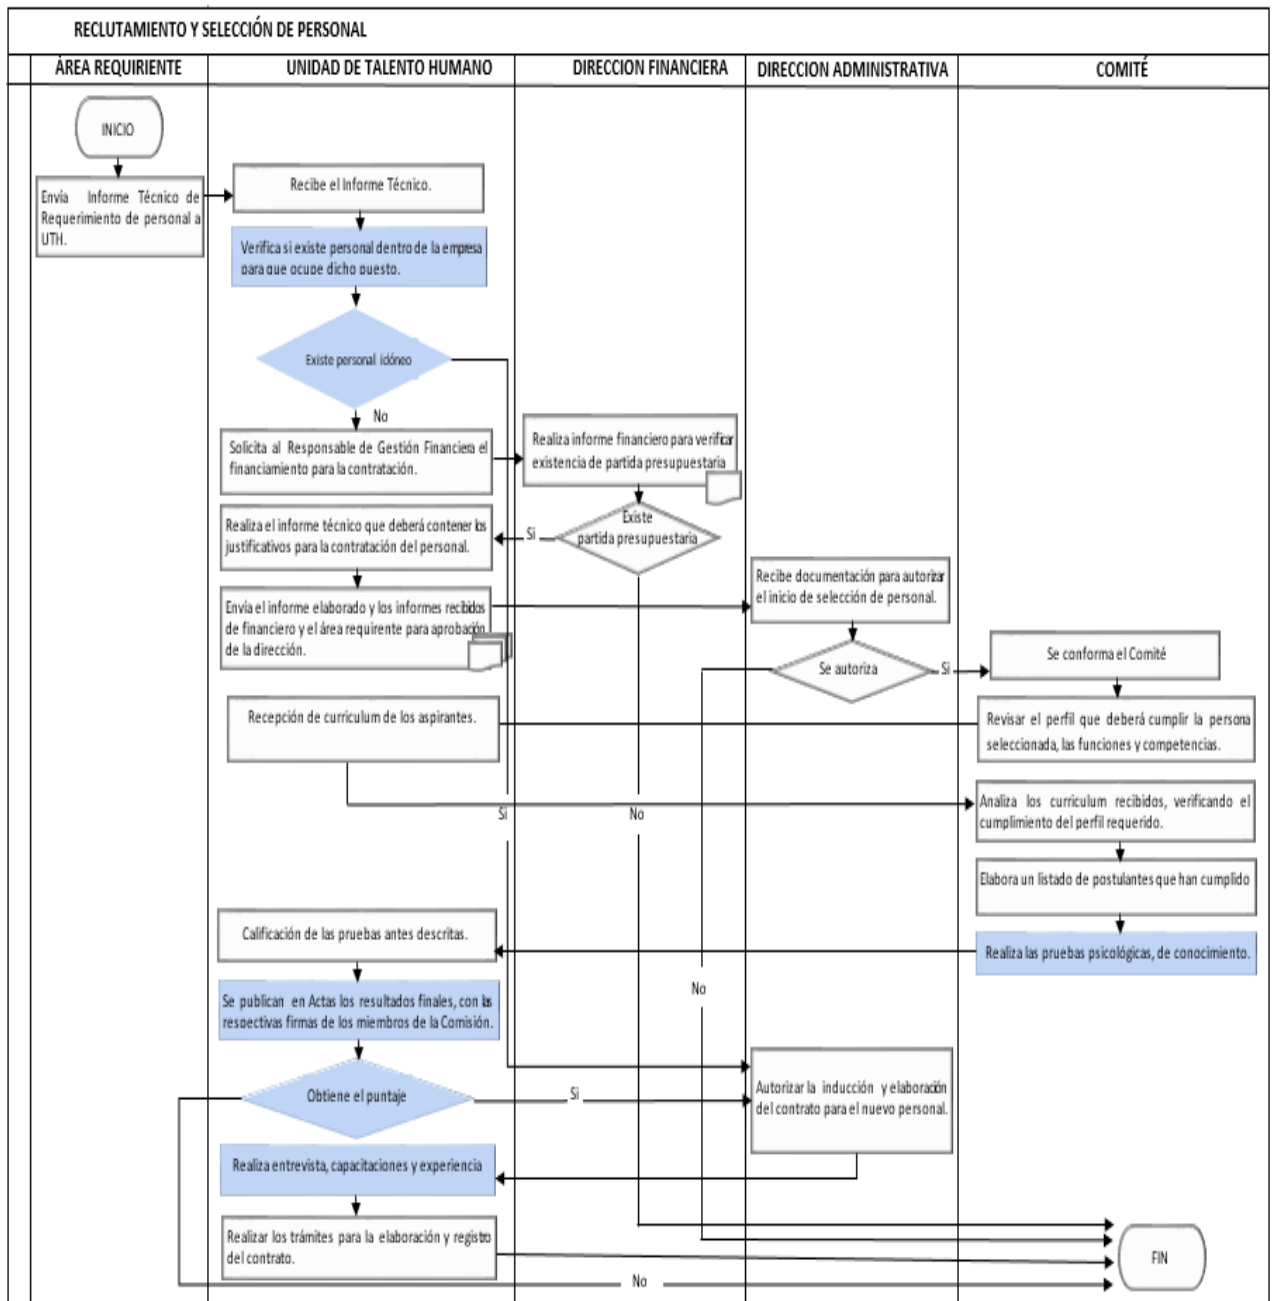 RECLUTAMIENTO Y SELECCIÓN DE PERSONAL
ÁREA REQUIRIENTE
UNIDAD DE TALENTO HUMANO
DIRECCION FINANCIERA
DIRECCION ADMINISTRATIVA
COMITÉ
INICIO
Envía Informe Técnico de
Requerimiento de personal a
UTH.
Recibe el Informe Técnico.
Verifica si existe personal dentro de la empresa
para que ocupe dicho puesto.
Existe personal idóneo
No
Solicita al Responsable de Gestión Financiera el
financiamiento para la contratación.
Realiza informe financiero para verificar
existencia de partida presupuestaria
Existe
partida presupuestaria
Si
Realiza el informe técnico que deberá contener los
justificativos para la contratación del personal.
Envía el informe elaborado y los informes recibidos
de financiero y el área requirente para aprobación
de la dirección.
Recibe documentación para autorizar
el inicio de selección de personal.
Se autoriza
Si
Se conforma el Comité
Revisar el perfil que deberá cumplir la persona
seleccionada, las funciones y competencias.
Recepción de curriculum de los aspirantes.
Analiza los curriculum recibidos, verificando el
cumplimiento del perfil requerido.
Si
No
Elabora un listado de postulantes que han cumplido
Realiza las pruebas psicológicas, de conocimiento.
Calificación de las pruebas antes descritas.
No
Se publican en Actas los resultados finales, con las
respectivas firmas de los miembros de la Comisión.
Obtiene el puntaje
Si
Autorizar la inducción y elaboración
del contrato para el nuevo personal.
Realiza entrevista, capacitaciones y experiencia
Realizar los trámites para la elaboración y registro
del contrato.
No
FIN